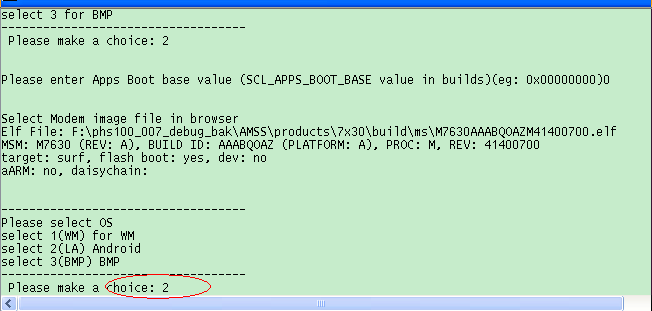 select 3 for BMP
----------------------------------
Please make a choice: 2
Please enter Apps Boot base value (SCL_APPS_BOOT_BASE value in builds)(eg: 0x00000000)0
Select Modem image file in browser
Elf File: F:\phs100_007_debug_bak\AMSS\products\7x30\build\ms\M7630AAABQOAZM41400700.elf
MSM: M7630 (REV: A), BUILD ID: AAABQOAZ (PLATFORM: A), PROC: M, REV: 41400700
target: surf, flash boot: yes, dev: no
aARM: no, daisychain:
----------------------------------
Please select OS
select 1(WM) for WM
select 2(LA) Android
select 3(BMP) BMP
----------------------------------
Please make a choice: 2